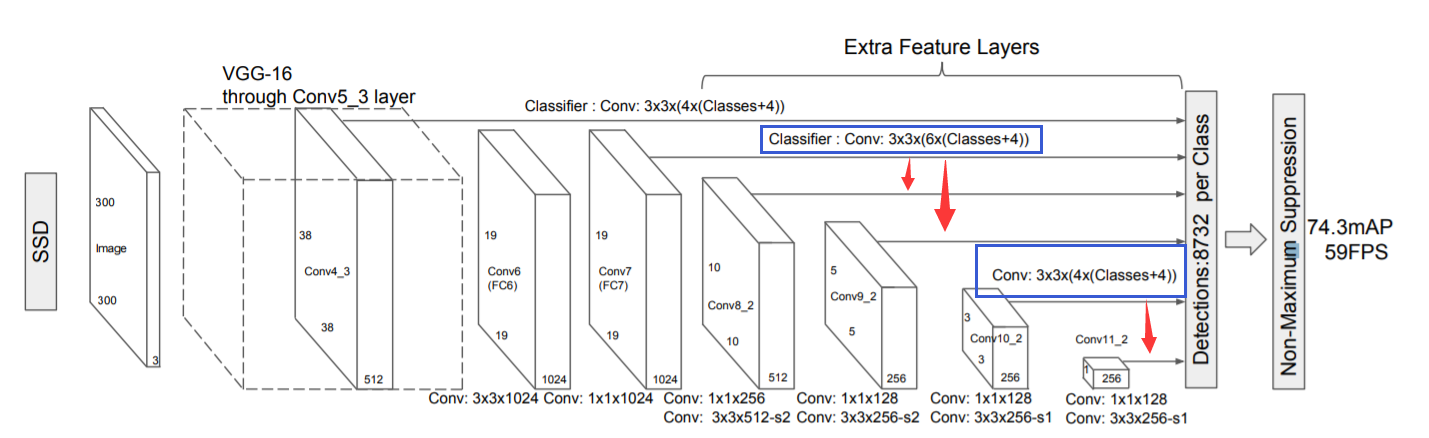 Extra Feature Layers
VGG-16
through Conv5_3 layer
Classifier : Conv: 3x3x(4x(Classes+4))
Classifier : Conv: 3x3x(6x(Classes+4))
Conv: 3x3x(4x(Classes+4))
SSD
300
Image
300
3
38
Conv4_3
38
512
19
Conv6
(FC6)
19
1024
19
Conv7
(FC7)
19
1024
10
Conv8_2
10
512
5
Conv9_2
5
256
3
Conv10_2
3
256
Conv11_2
1
256
Detections:8732 per Class
Non-Maximum Suppression
74.3mAP
59FPS
Conv: 3x3x1024
Conv: 1x1x1024
Conv: 1x1x256
Conv: 3x3x512-s2
Conv: 1x1x128
Conv: 3x3x256-s2
Conv: 1x1x128
Conv: 3x3x256-s1
Conv: 1x1x128
Conv: 3x3x256-s1